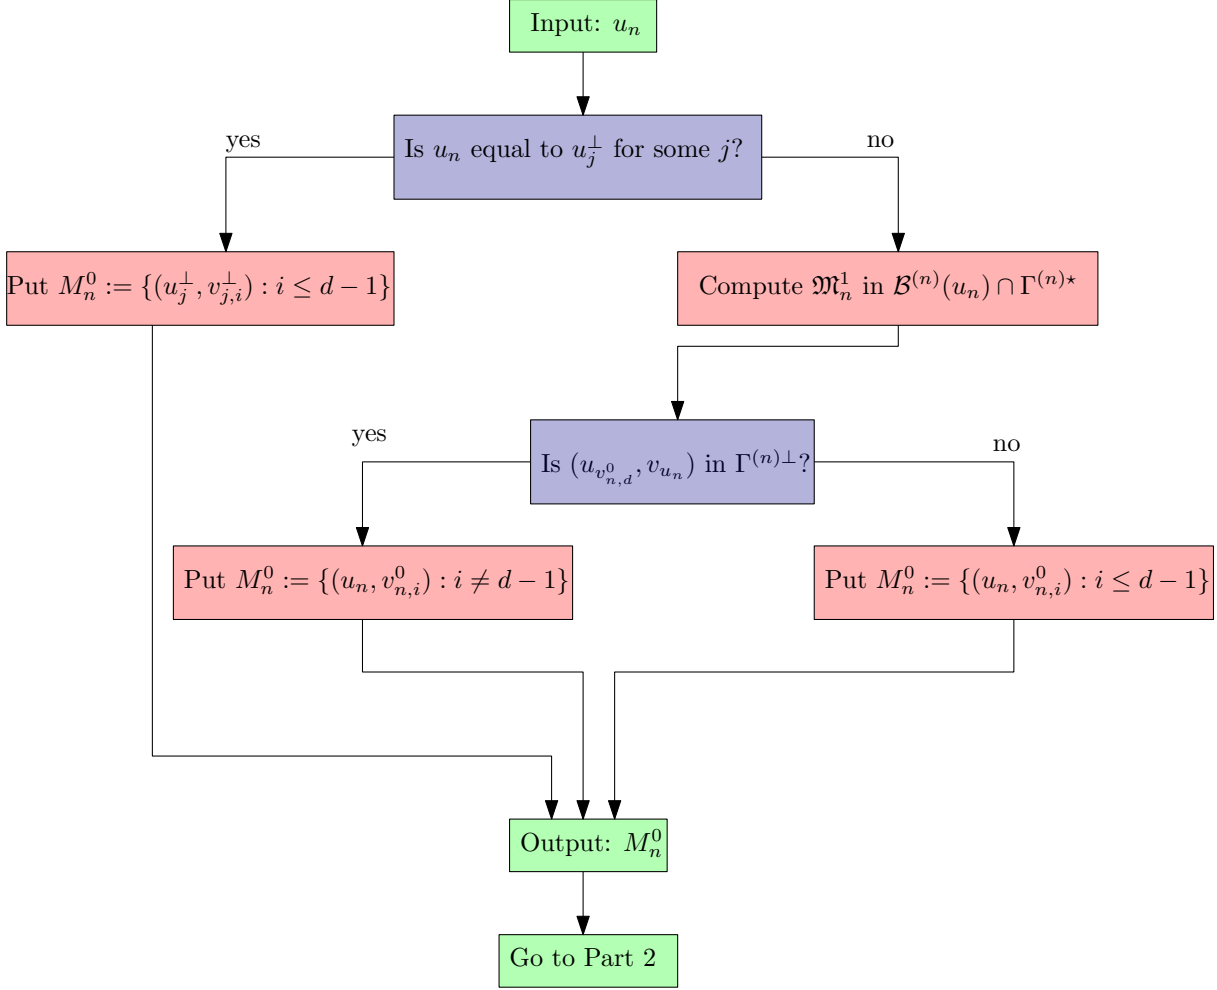 Input: $u_n$
Is $u_n$ equal to $u_j^\perp$ for some $j$?
yes
no
Put $M_n^0 := \{(u_j^\perp, v_{j,i}^\perp) : i \leq d - 1\}$
Compute $\mathfrak{M}_n^1$ in $\mathcal{B}^{(n)}(u_n) \cap \Gamma^{(n)\star}$
Is $(u_{v_{n,d}^0}, v_{u_n})$ in $\Gamma^{(n)\perp}$?
yes
no
Put $M_n^0 := \{(u_n, v_{n,i}^0) : i \neq d - 1\}$
Put $M_n^0 := \{(u_n, v_{n,i}^0) : i \leq d - 1\}$
Output: $M_n^0$
Go to Part 2